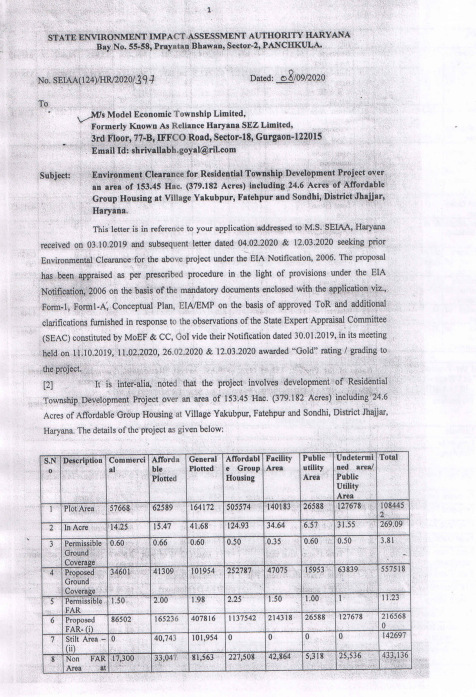 1
STATE ENVIRONMENT IMPACT ASSESSMENT AUTHORITY HARYANA
Bay No. 55-58, Prayatan Bhawan, Sector-2, PANCHKULA.
No. SEIAA(124)/HR/2020/397 Dated: 08/09/2020
To
M/s Model Economic Township Limited,
Formerly Known As Reliance Haryana SEZ Limited,
3rd Floor, 77-B, IFFCO Road, Sector-18, Gurgaon-122015
Email Id: shrivallabh.goyal@ril.com
Subject: Environment Clearance for Residential Township Development Project over
an area of 153.45 Hac. (379.182 Acres) including 24.6 Acres of Affordable
Group Housing at Village Yakubpur, Fatehpur and Sondhi, District Jhajjar,
Haryana.
This letter is in reference to your application addressed to M.S. SEIAA, Haryana
received on 03.10.2019 and subsequent letter dated 04.02.2020 & 12.03.2020 seeking prior
Environmental Clearance for the above project under the EIA Notification, 2006. The proposal
has been appraised as per prescribed procedure in the light of provisions under the EIA
Notification, 2006 on the basis of the mandatory documents enclosed with the application viz.,
Form-1, Form1-A, Conceptual Plan, EIA/EMP on the basis of approved ToR and additional
clarifications furnished in response to the observations of the State Expert Appraisal Committee
(SEAC) constituted by MoEF & CC, GoI vide their Notification dated 30.01.2019, in its meeting
held on 11.10.2019, 11.02.2020, 26.02.2020 & 12.03.2020 awarded "Gold" rating / grading to
the project.
[2] It is inter-alia, noted that the project involves development of Residential
Township Development Project over an area of 153.45 Hac. (379.182 Acres) including 24.6
Acres of Affordable Group Housing at Village Yakubpur, Fatehpur and Sondhi, District Jhajjar,
Haryana. The details of the project as given below:
S.N Description Commerci Afforda General Affordabl Facility Public Undetermi Total
o al ble Plotted e Group Area utility ned area/
Plotted Housing Area Public
Utility
Area
1 Plot Area 57668 62589 164172 505574 140183 26588 127678 108445
2
2 In Acre 14.25 15.47 41.68 124.93 34.64 6.57 31.55 269.09
3 Permissible 0.60 0.66 0.60 0.50 0.35 0.60 0.50 3.81
Ground
Coverage
4 Proposed 34601 41309 101954 252787 47075 15953 63839 557518
Ground
Coverage
5 Permissible 1.50 2.00 1.98 2.25 1.50 1.00 1 11.23
FAR
6 Proposed 86502 165236 407816 1137542 214318 26588 127678 216568
FAR- (i) 0
7 Stilt Area – 0 40,743 101,954 0 0 0 0 142697
(ii)
8 Non FAR 17,300 33,047 81,563 227,508 42,864 5,318 25,536 433,136
Area at